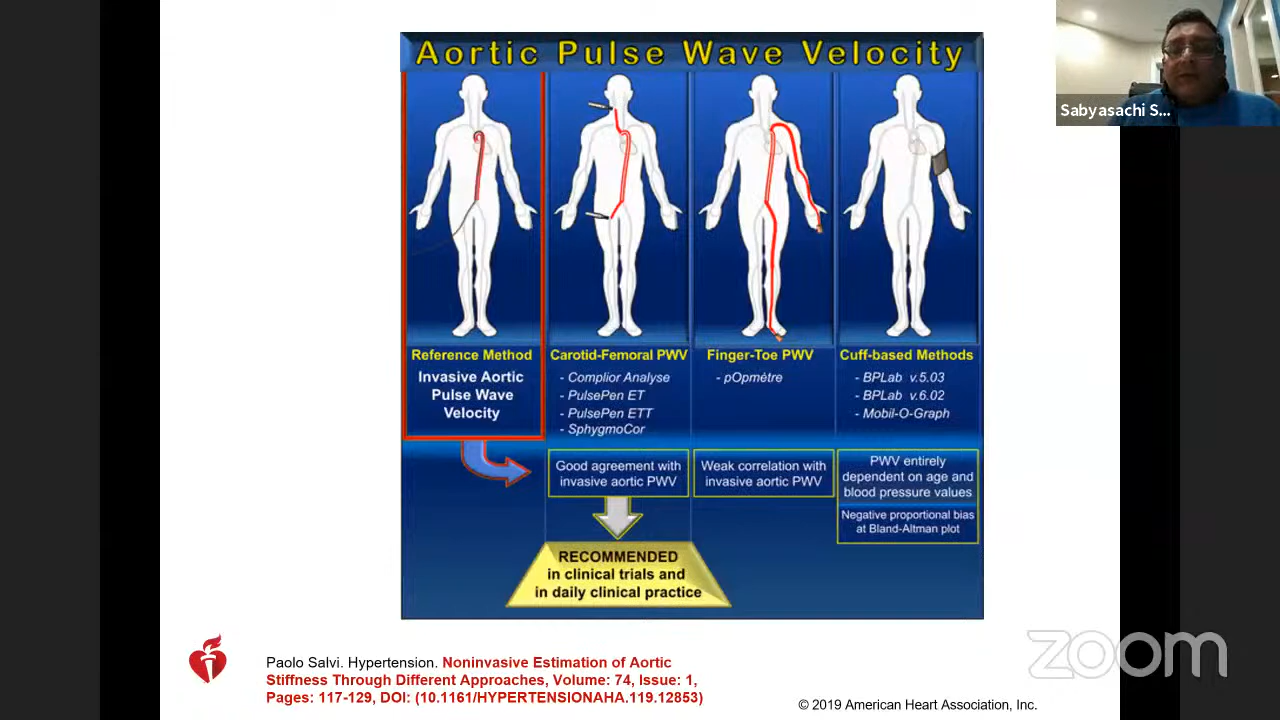 Aortic Pulse Wave Velocity
Reference Method
Invasive Aortic
Pulse Wave
Velocity
Carotid-Femoral PWV
- Complior Analyse
- PulsePen ET
- PulsePen ETT
- SphygmoCor
Good agreement with
invasive aortic PWV
RECOMMENDED
in clinical trials and
in daily clinical practice
Finger-Toe PWV
- pOpmètre
Weak correlation with
invasive aortic PWV
Cuff-based Methods
- BPLab v.5.03
- BPLab v.6.02
- Mobil-O-Graph
PWV entirely
dependent on age and
blood pressure values
Negative proportional bias
at Bland-Altman plot
Sabyasachi S...
Paolo Salvi. Hypertension. Noninvasive Estimation of Aortic
Stiffness Through Different Approaches, Volume: 74, Issue: 1,
Pages: 117-129, DOI: (10.1161/HYPERTENSIONAHA.119.12853)
© 2019 American Heart Association, Inc.
zoom